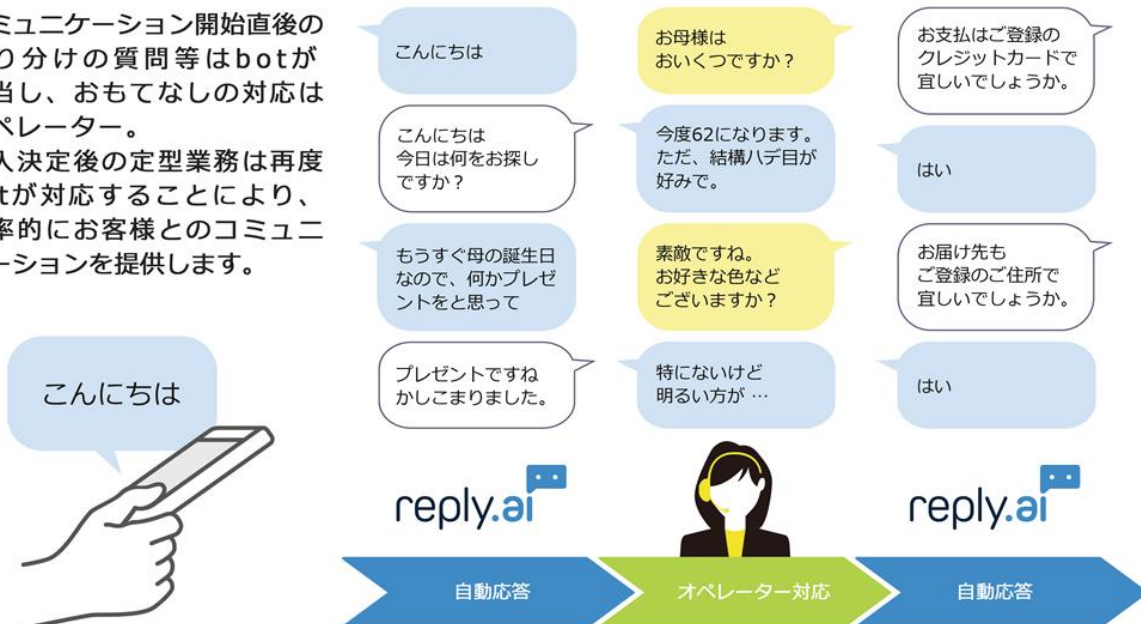 ミュニケーション開始直後の
り分けの質問等はbotが
当し、おもてなしの対応は
ペレーター。
入決定後の定型業務は再度
tが対応することにより、
率的にお客様とのコミュニ
ーションを提供します。
こんにちは
こんにちは
こんにちは
今日は何をお探し
ですか？
もうすぐ母の誕生日
なので、何かプレゼ
ントをと思って
プレゼントですね
かしこまりました。
reply.ai
自動応答
お母様は
おいくつですか？
今度62になります。
ただ、結構ハデ目が
好みで。
素敵ですね。
お好きな色など
ございますか？
特にないけど
明るい方が …
オペレーター対応
お支払はご登録の
クレジットカードで
宜しいでしょうか。
はい
お届け先も
ご登録のご住所で
宜しいでしょうか。
はい
reply.ai
自動応答